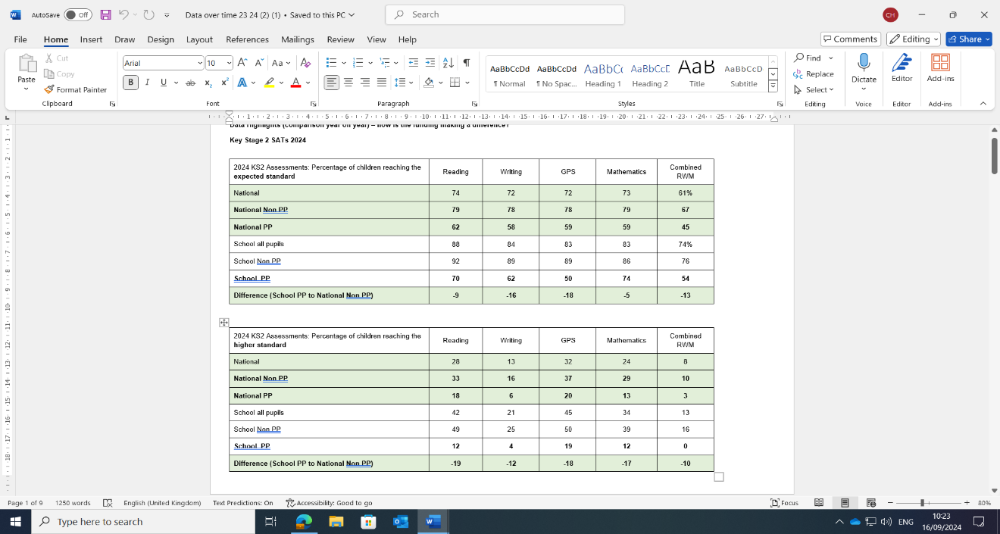 AutoSave Off Data over time 23 24 (2) (1) • Saved to this PC Search CH
File Home Insert Draw Design Layout References Mailings Review View Help Comments Editing Share
Paste Cut Copy Format Painter
Arial 10 A A Aa A
B I U ab x₂ x² A A
AaBbCcDd AaBbCcDd AaBbCc AaBbCcE AaB AaBbCcD
¶ Normal ¶ No Spac... Heading 1 Heading 2 Title Subtitle
Find Replace Select
Dictate Editor Add-ins
Clipboard Font Paragraph Styles Editing Voice Editor Add-ins
Data Highlights (comparison year on year) – how is the funding making a difference?
Key Stage 2 SATs 2024
2024 KS2 Assessments: Percentage of children reaching the expected standard Reading Writing GPS Mathematics Combined RWM
National 74 72 72 73 61%
National Non PP 79 78 78 79 67
National PP 62 58 59 59 45
School all pupils 88 84 83 83 74%
School Non PP 92 89 89 86 76
School PP 70 62 50 74 54
Difference (School PP to National Non PP) -9 -16 -18 -5 -13
2024 KS2 Assessments: Percentage of children reaching the higher standard Reading Writing GPS Mathematics Combined RWM
National 28 13 32 24 8
National Non PP 33 16 37 29 10
National PP 18 6 20 13 3
School all pupils 42 21 45 34 13
School Non PP 49 25 50 39 16
School PP 12 4 19 12 0
Difference (School PP to National Non PP) -19 -12 -18 -17 -10
Page 1 of 9 1250 words English (United Kingdom) Text Predictions: On Accessibility: Good to go Focus 80%
Type here to search ENG 10:23
16/09/2024